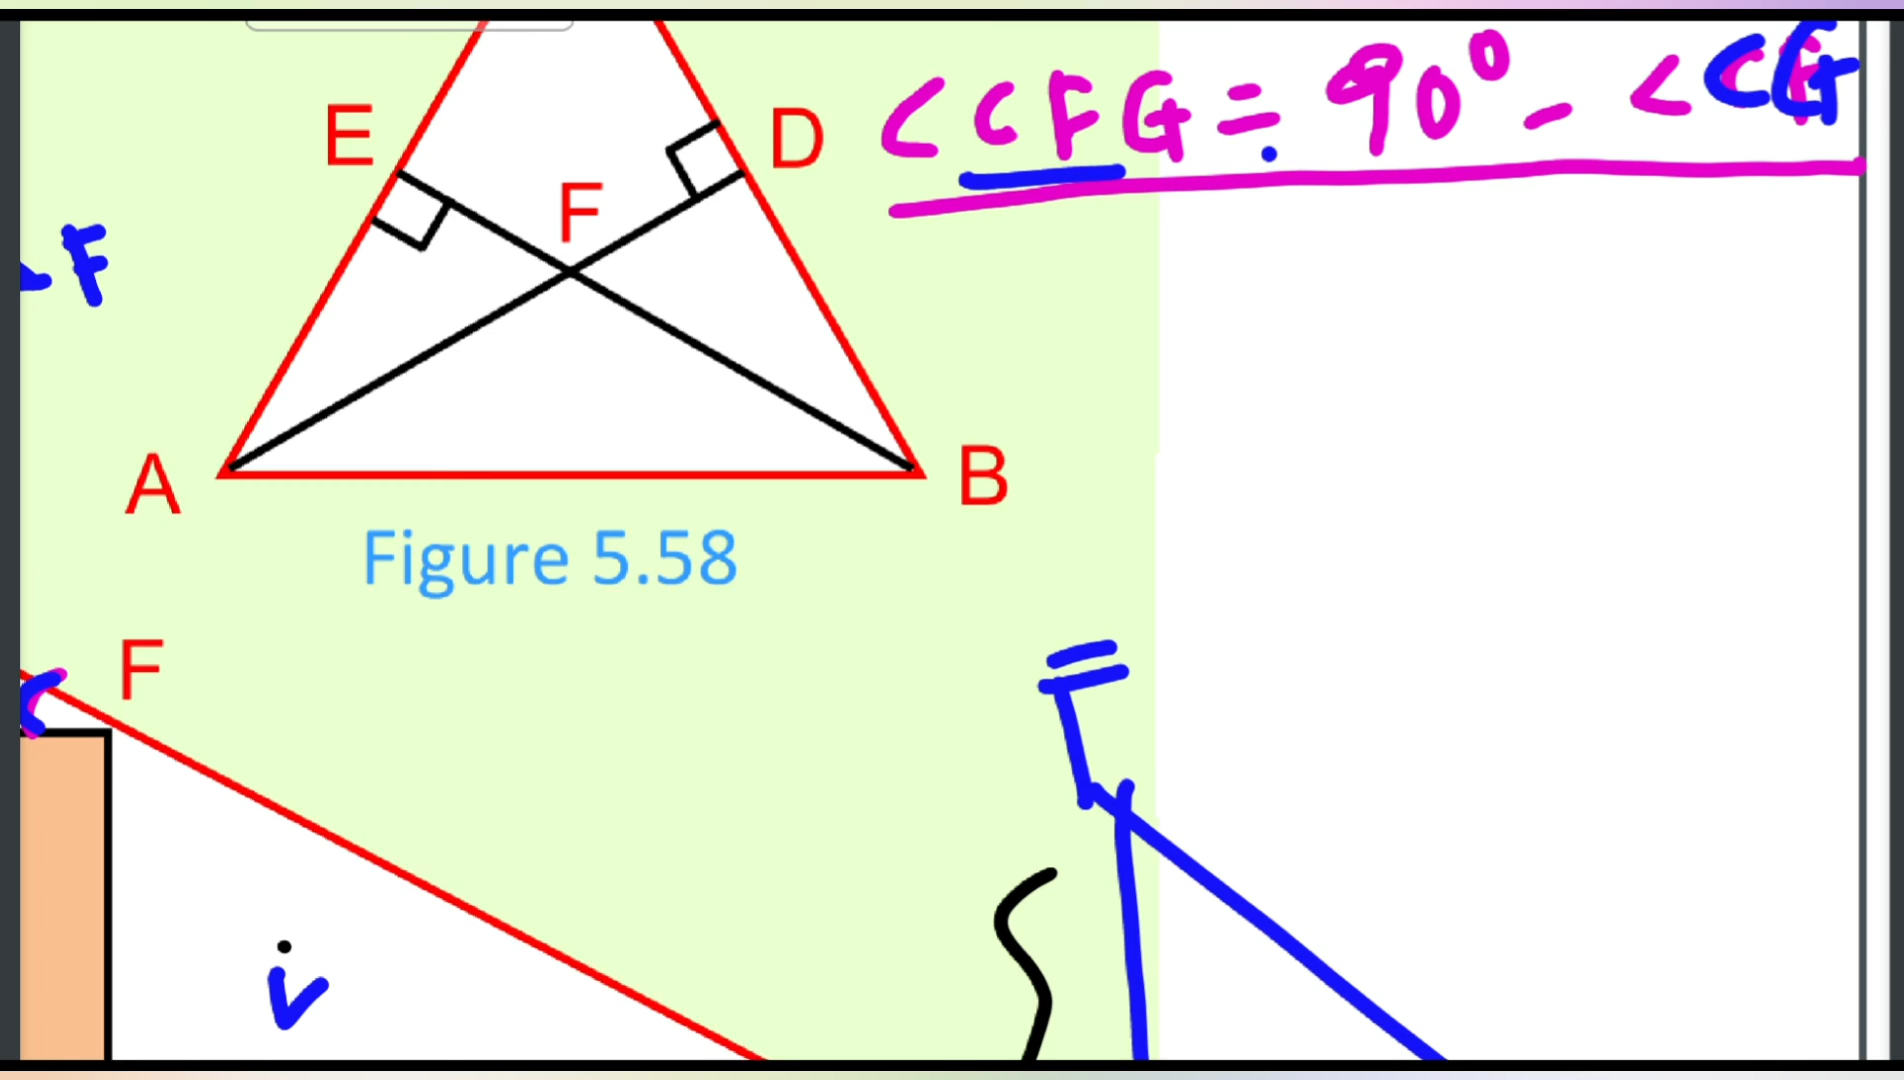 <CFG = 90° - <CG
E
D
F
F
A
B
Figure 5.58
F
F
i